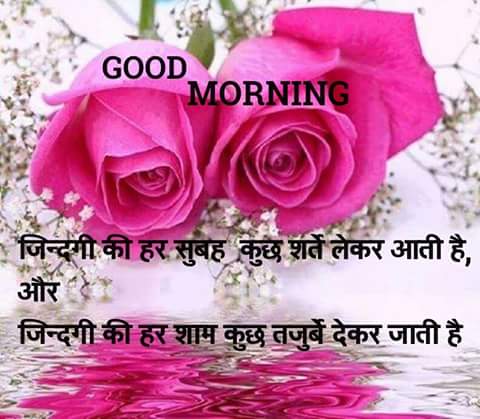 GOOD
MORNING
जिन्दगी की हर सुबह कुछ शर्ते लेकर आती है,
और
जिन्दगी की हर शाम कुछ तजुर्बे देकर जाती है